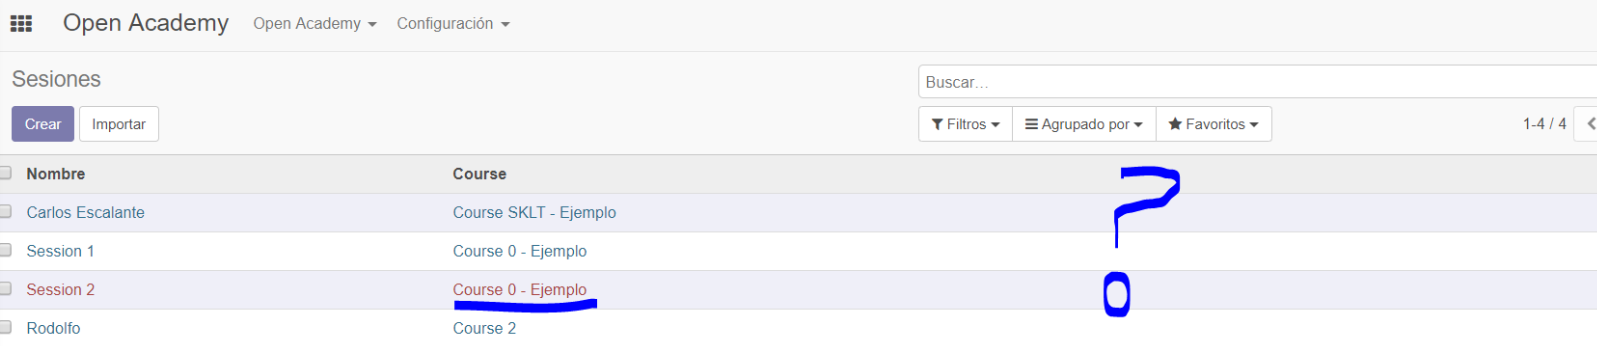 Open Academy Open Academy Configuración
Sesiones
Buscar...
Crear Importar Filtros Agrupado por Favoritos 1-4 / 4
Nombre Course
Carlos Escalante Course SKLT - Ejemplo
Session 1 Course 0 - Ejemplo
Session 2 Course 0 - Ejemplo
Rodolfo Course 2
?